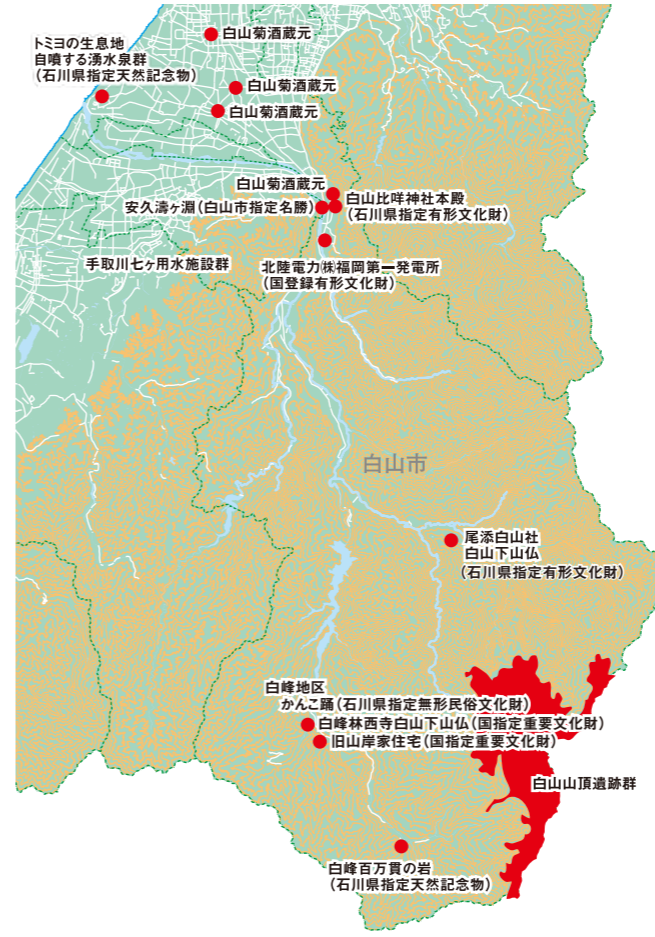 白山菊酒蔵元
トミヨの生息地
自噴する湧水泉群
(石川県指定天然記念物)
白山菊酒蔵元
白山菊酒蔵元
白山菊酒蔵元
安久濤ヶ淵(白山市指定名勝)
白山比咩神社本殿
(石川県指定有形文化財)
手取川七ヶ用水施設群
北陸電力㈱福岡第一発電所
(国登録有形文化財)
白山市
尾添白山社
白山下山仏
(石川県指定有形文化財)
白峰地区
かんこ踊(石川県指定無形民俗文化財)
白峰林西寺白山下山仏(国指定重要文化財)
旧山岸家住宅(国指定重要文化財)
白山山頂遺跡群
白峰百万貫の岩
(石川県指定天然記念物)